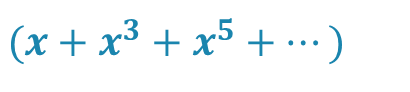 (x + x³ + x⁵ + ⋯)